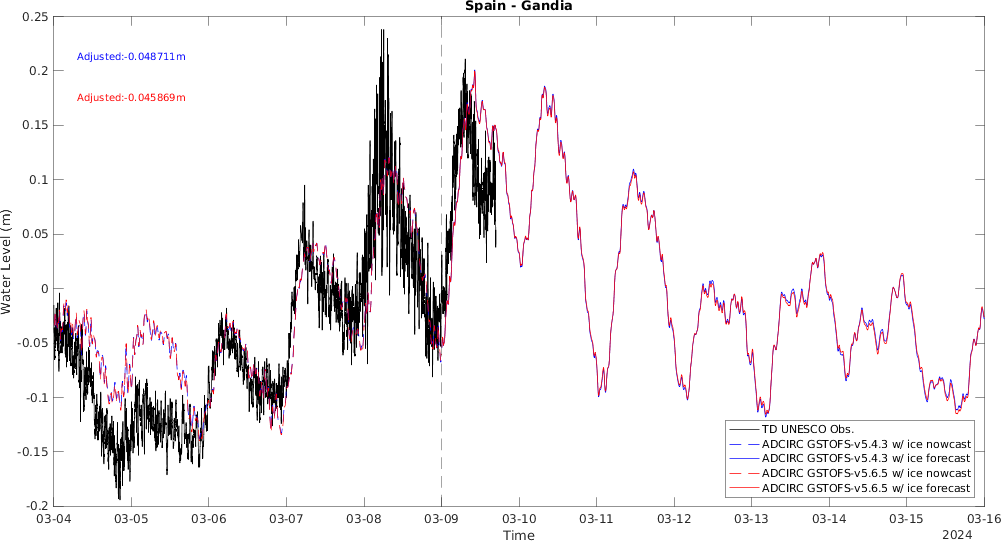 Spain - Gandia
0.25
0.2
0.15
0.1
0.05
0
-0.05
-0.1
-0.15
-0.2
Water Level (m)
Adjusted:-0.048711m
Adjusted:-0.045869m
TD UNESCO Obs.
ADCIRC GSTOFS-v5.4.3 w/ ice nowcast
ADCIRC GSTOFS-v5.4.3 w/ ice forecast
ADCIRC GSTOFS-v5.6.5 w/ ice nowcast
ADCIRC GSTOFS-v5.6.5 w/ ice forecast
03-04 03-05 03-06 03-07 03-08 03-09 03-10 03-11 03-12 03-13 03-14 03-15 03-16
Time
2024